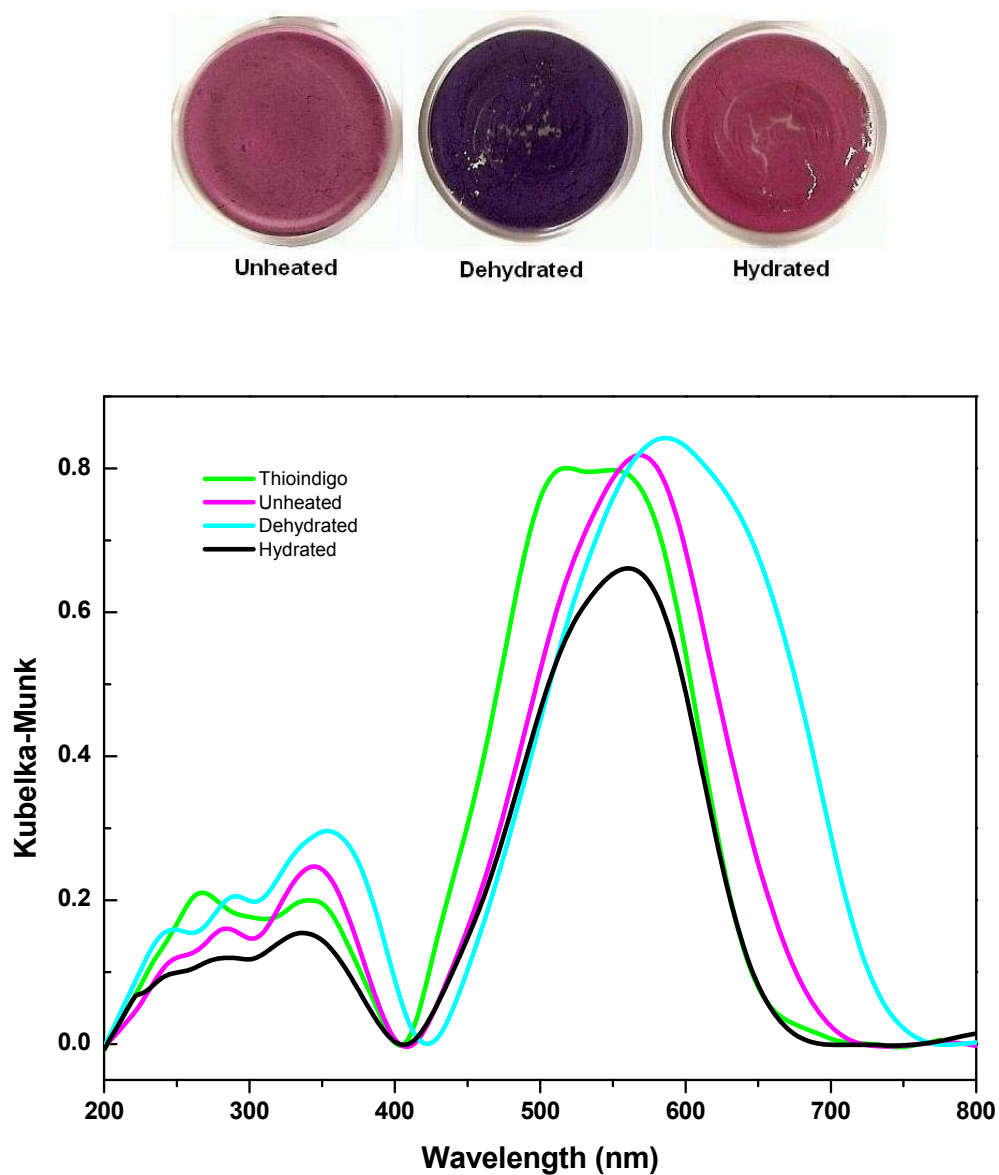 Unheated Dehydrated Hydrated
Thioindigo
Unheated
Dehydrated
Hydrated
Kubelka-Munk
0.8
0.6
0.4
0.2
0.0
200 300 400 500 600 700 800
Wavelength (nm)